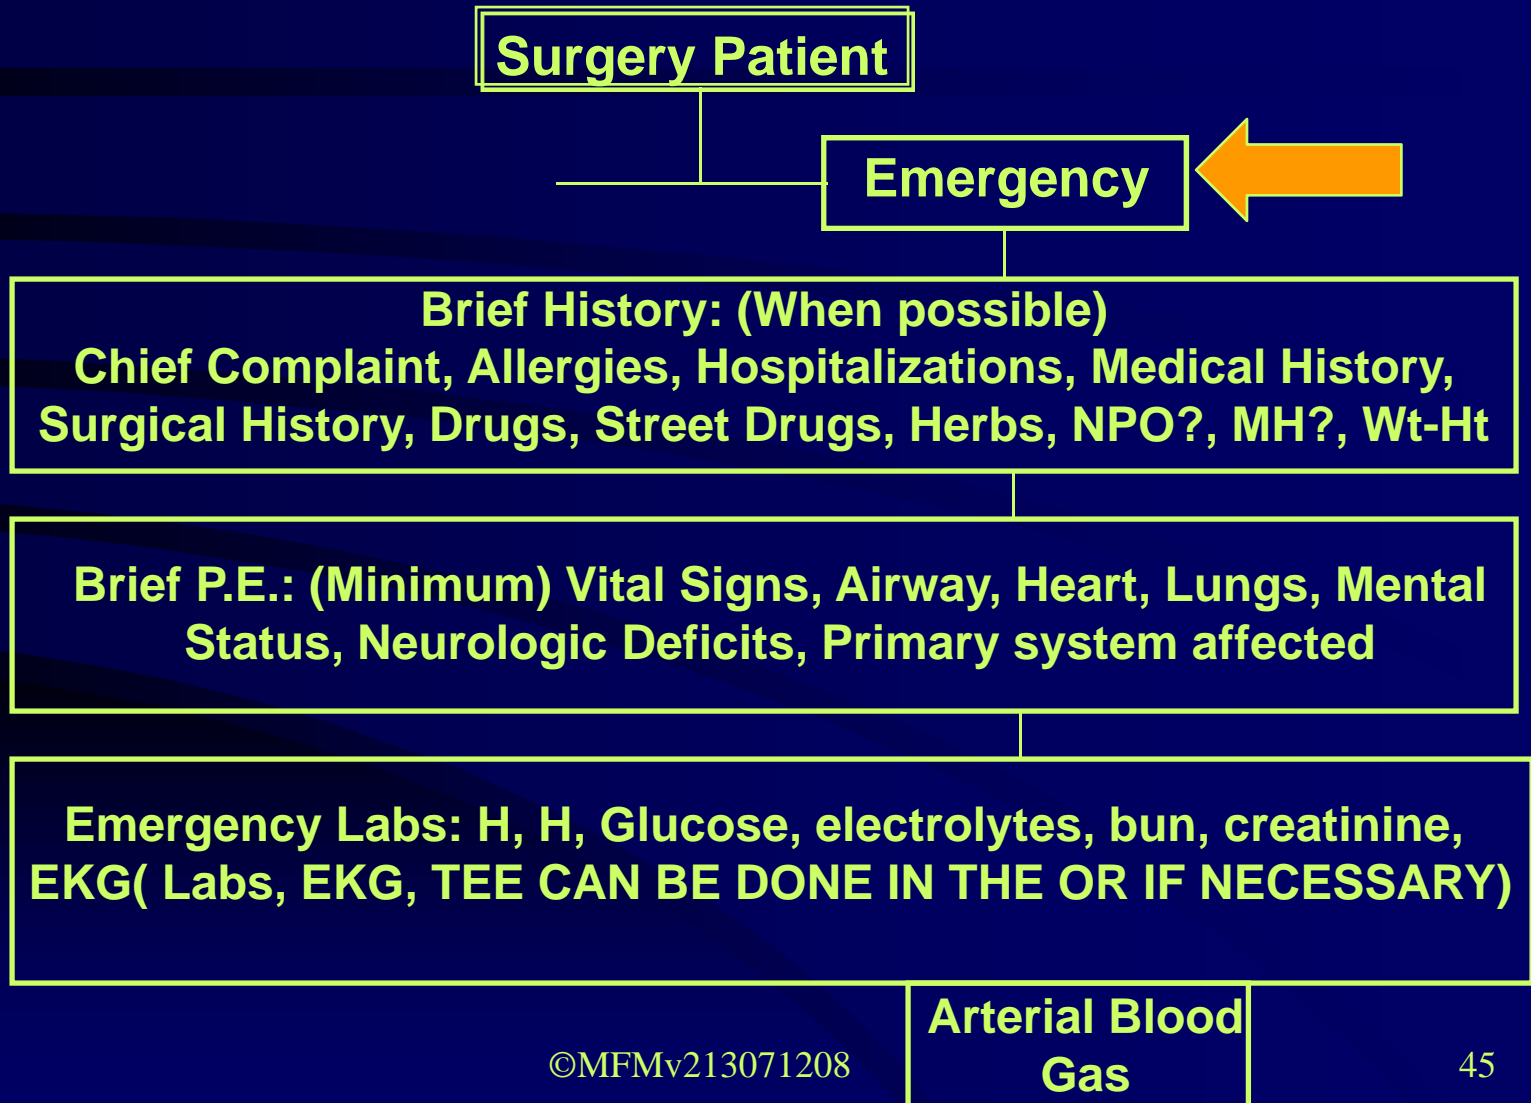 Surgery Patient
Emergency
Brief History: (When possible)
Chief Complaint, Allergies, Hospitalizations, Medical History,
Surgical History, Drugs, Street Drugs, Herbs, NPO?, MH?, Wt-Ht
Brief P.E.: (Minimum) Vital Signs, Airway, Heart, Lungs, Mental
Status, Neurologic Deficits, Primary system affected
Emergency Labs: H, H, Glucose, electrolytes, bun, creatinine,
EKG( Labs, EKG, TEE CAN BE DONE IN THE OR IF NECESSARY)
Arterial Blood
Gas
©MFMv213071208
45